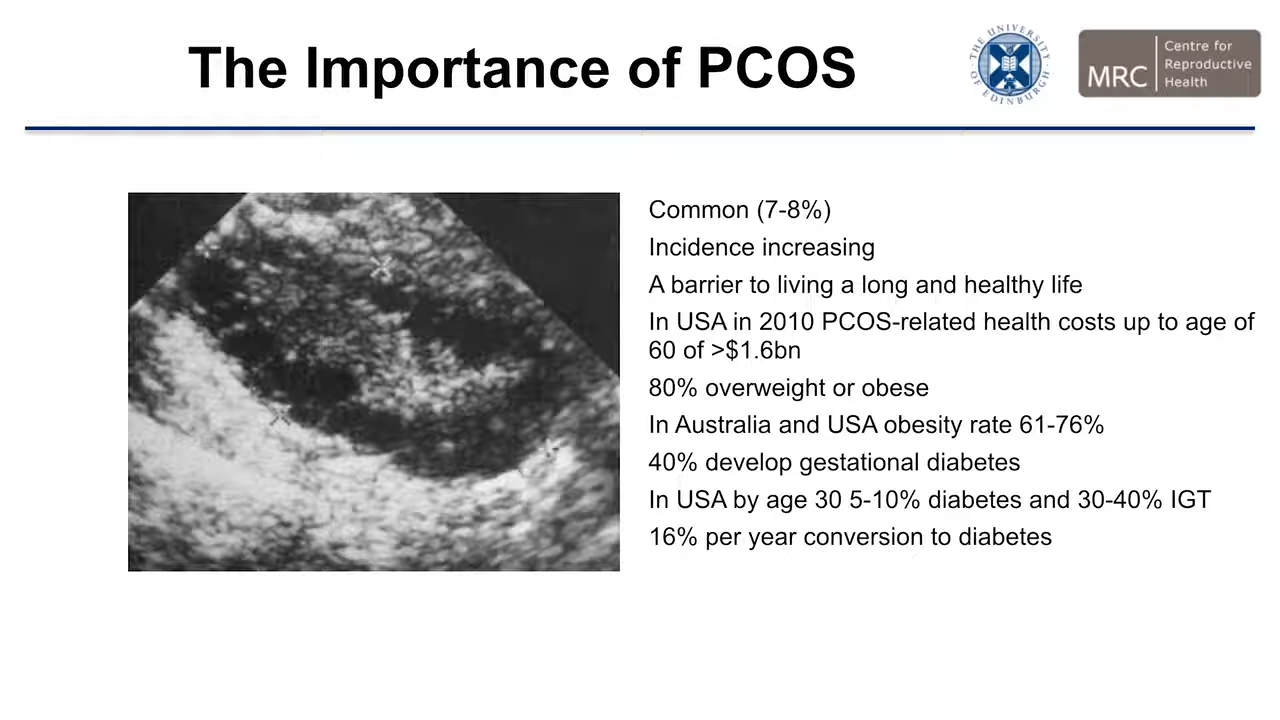 The Importance of PCOS
THE UNIVERSITY OF EDINBURGH
MRC
Centre for
Reproductive
Health
Common (7-8%)
Incidence increasing
A barrier to living a long and healthy life
In USA in 2010 PCOS-related health costs up to age of
60 of >$1.6bn
80% overweight or obese
In Australia and USA obesity rate 61-76%
40% develop gestational diabetes
In USA by age 30 5-10% diabetes and 30-40% IGT
16% per year conversion to diabetes